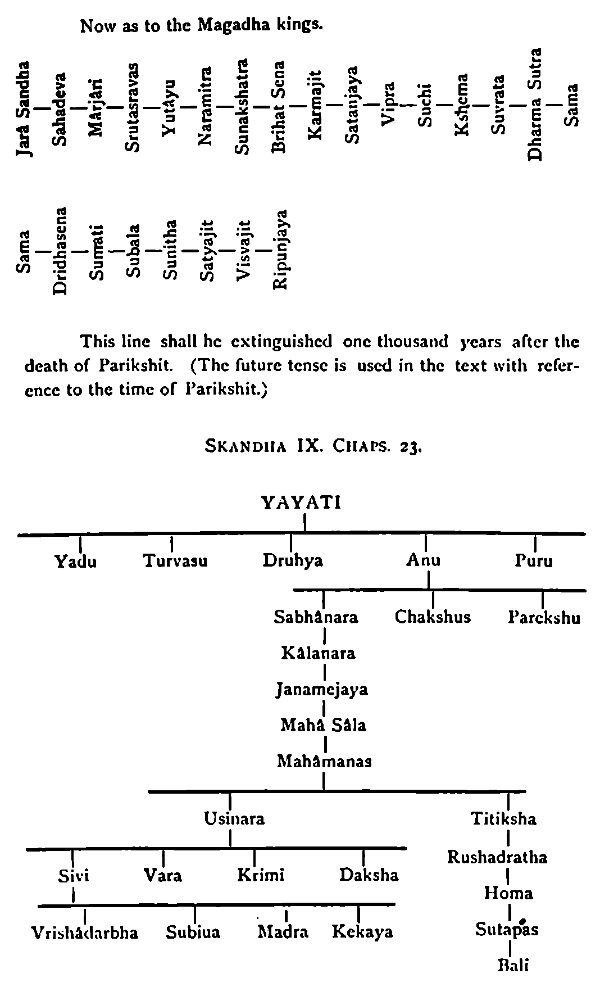 Now as to the Magadha kings.
Jarâ Sandha — Sahadeva — Mârjâri — Srutasravas — Yutâyu — Naramitra — Sunakshatra — Brihat Sena — Karmajit — Satanjaya — Vipra — Suchi — Kshema — Suvrata — Dharma Sutra — Sama
Sama — Dridhasena — Sumati — Subala — Sunitha — Satyajit — Visvajit — Ripunjaya
This line shall be extinguished one thousand years after the
death of Parikshit. (The future tense is used in the text with refer-
ence to the time of Parikshit.)
SKANDHA IX. CHAPS. 23.
YAYATI
Yadu Turvasu Druhya Anu Puru
Sabhânara Chakshus Parekshu
Kâlanara
Janamejaya
Mahâ Sâla
Mahâmanas
Usinara Titiksha
Rushadratha
Sivi Vara Krimi Daksha
Homa
Vrishâdarbha Subiua Madra Kekaya Sutapâs
Bali